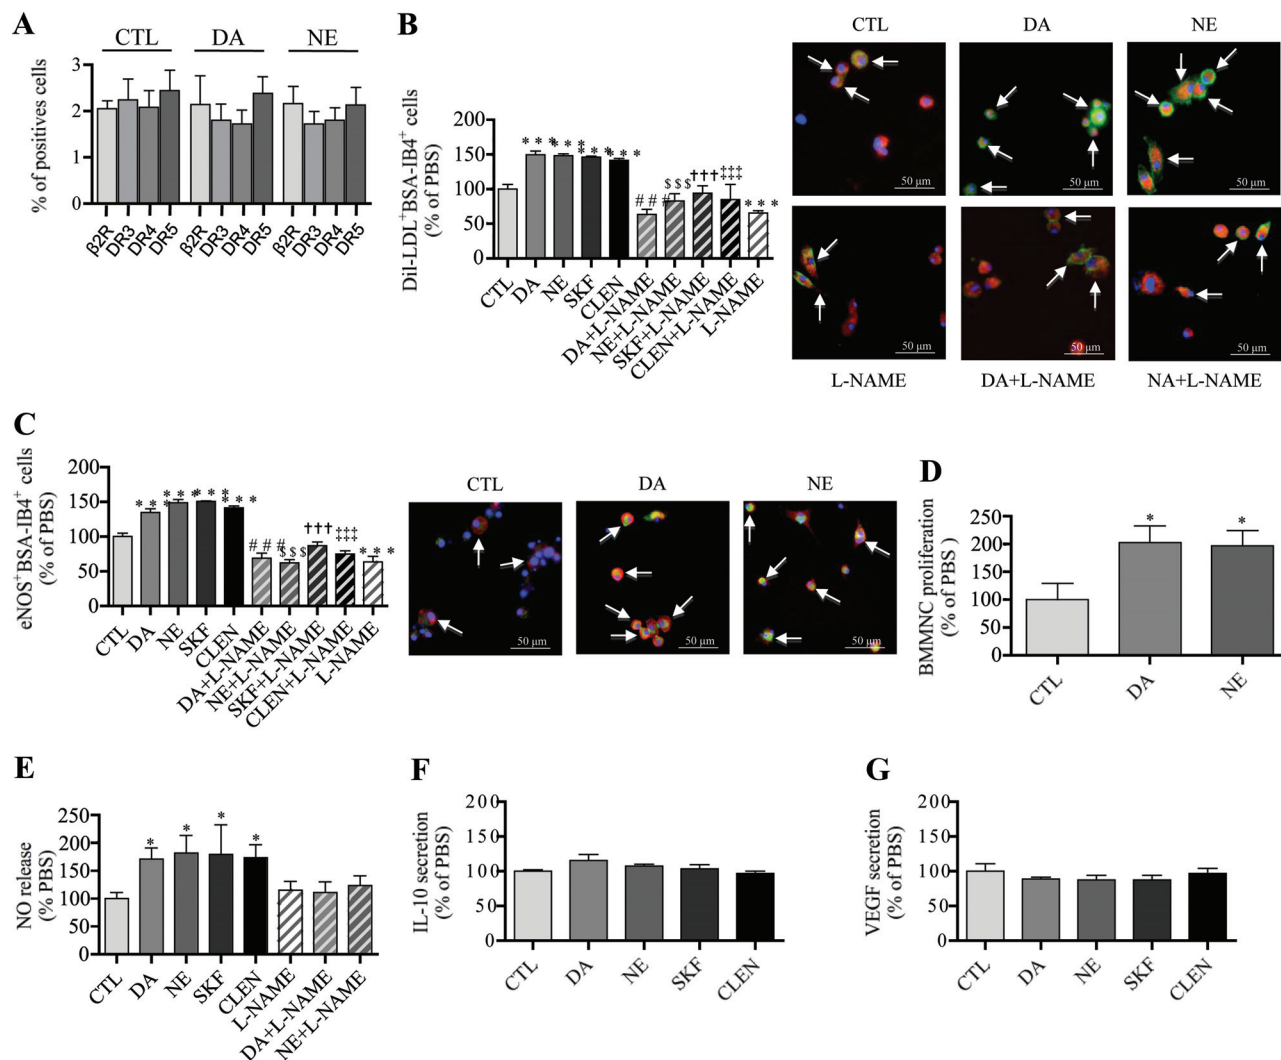 A
CTL DA NE
% of positives cells
3
2
1
0
β2R DR3 DR4 DR5 β2R DR3 DR4 DR5 β2R DR3 DR4 DR5
B
Dil-LDL⁺BSA-IB4⁺ cells
(% of PBS)
200
150
100
50
0
* * * * * * * * * * * *
# # # $ $ $ ††† ‡‡‡ * * *
CTL DA NE SKF CLEN DA+L-NAME NE+L-NAME SKF+L-NAME CLEN+L-NAME L-NAME
CTL DA NE
50 µm 50 µm 50 µm
50 µm 50 µm 50 µm
L-NAME DA+L-NAME NA+L-NAME
C
eNOS⁺BSA-IB4⁺ cells
(% of PBS)
200
150
100
50
0
* * * * * * * * * * * *
# # # $ $ $ ††† ‡‡‡ * * *
CTL DA NE SKF CLEN DA+L-NAME NE+L-NAME SKF+L-NAME CLEN+L-NAME L-NAME
CTL DA NE
50 µm 50 µm 50 µm
D
BMMNC proliferation
(% of PBS)
250
200
150
100
50
0
* *
CTL DA NE
E
NO release
(% PBS)
250
200
150
100
50
0
* * * *
CTL DA NE SKF CLEN L-NAME DA+L-NAME NE+L-NAME
F
IL-10 secretion
(% of PBS)
200
150
100
50
0
CTL DA NE SKF CLEN
G
VEGF secretion
(% of PBS)
200
150
100
50
0
CTL DA NE SKF CLEN